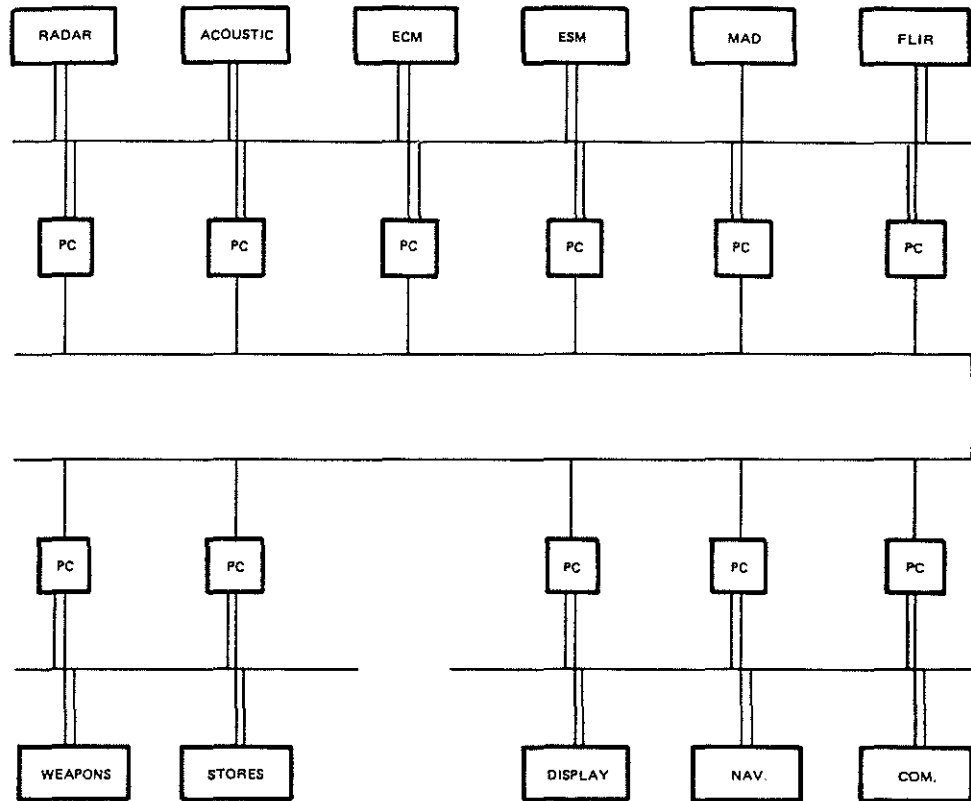 RADAR ACOUSTIC ECM ESM MAD FLIR
PC PC PC PC PC PC
PC PC PC PC PC
WEAPONS STORES DISPLAY NAV. COM.